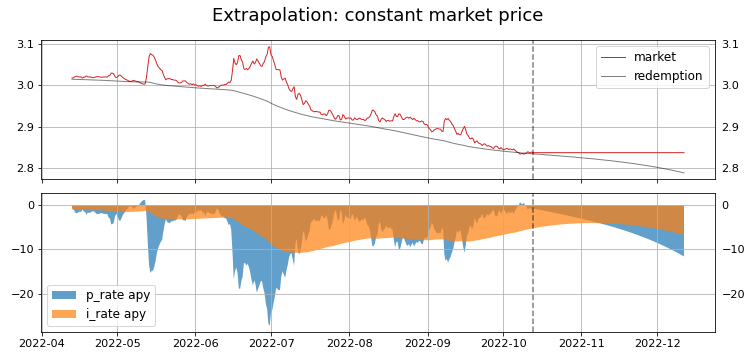 Extrapolation: constant market price
3.1 3.1
market
redemption
3.0 3.0
2.9 2.9
2.8 2.8
0 0
−10 −10
p_rate apy
−20 −20
i_rate apy
2022-04 2022-05 2022-06 2022-07 2022-08 2022-09 2022-10 2022-11 2022-12